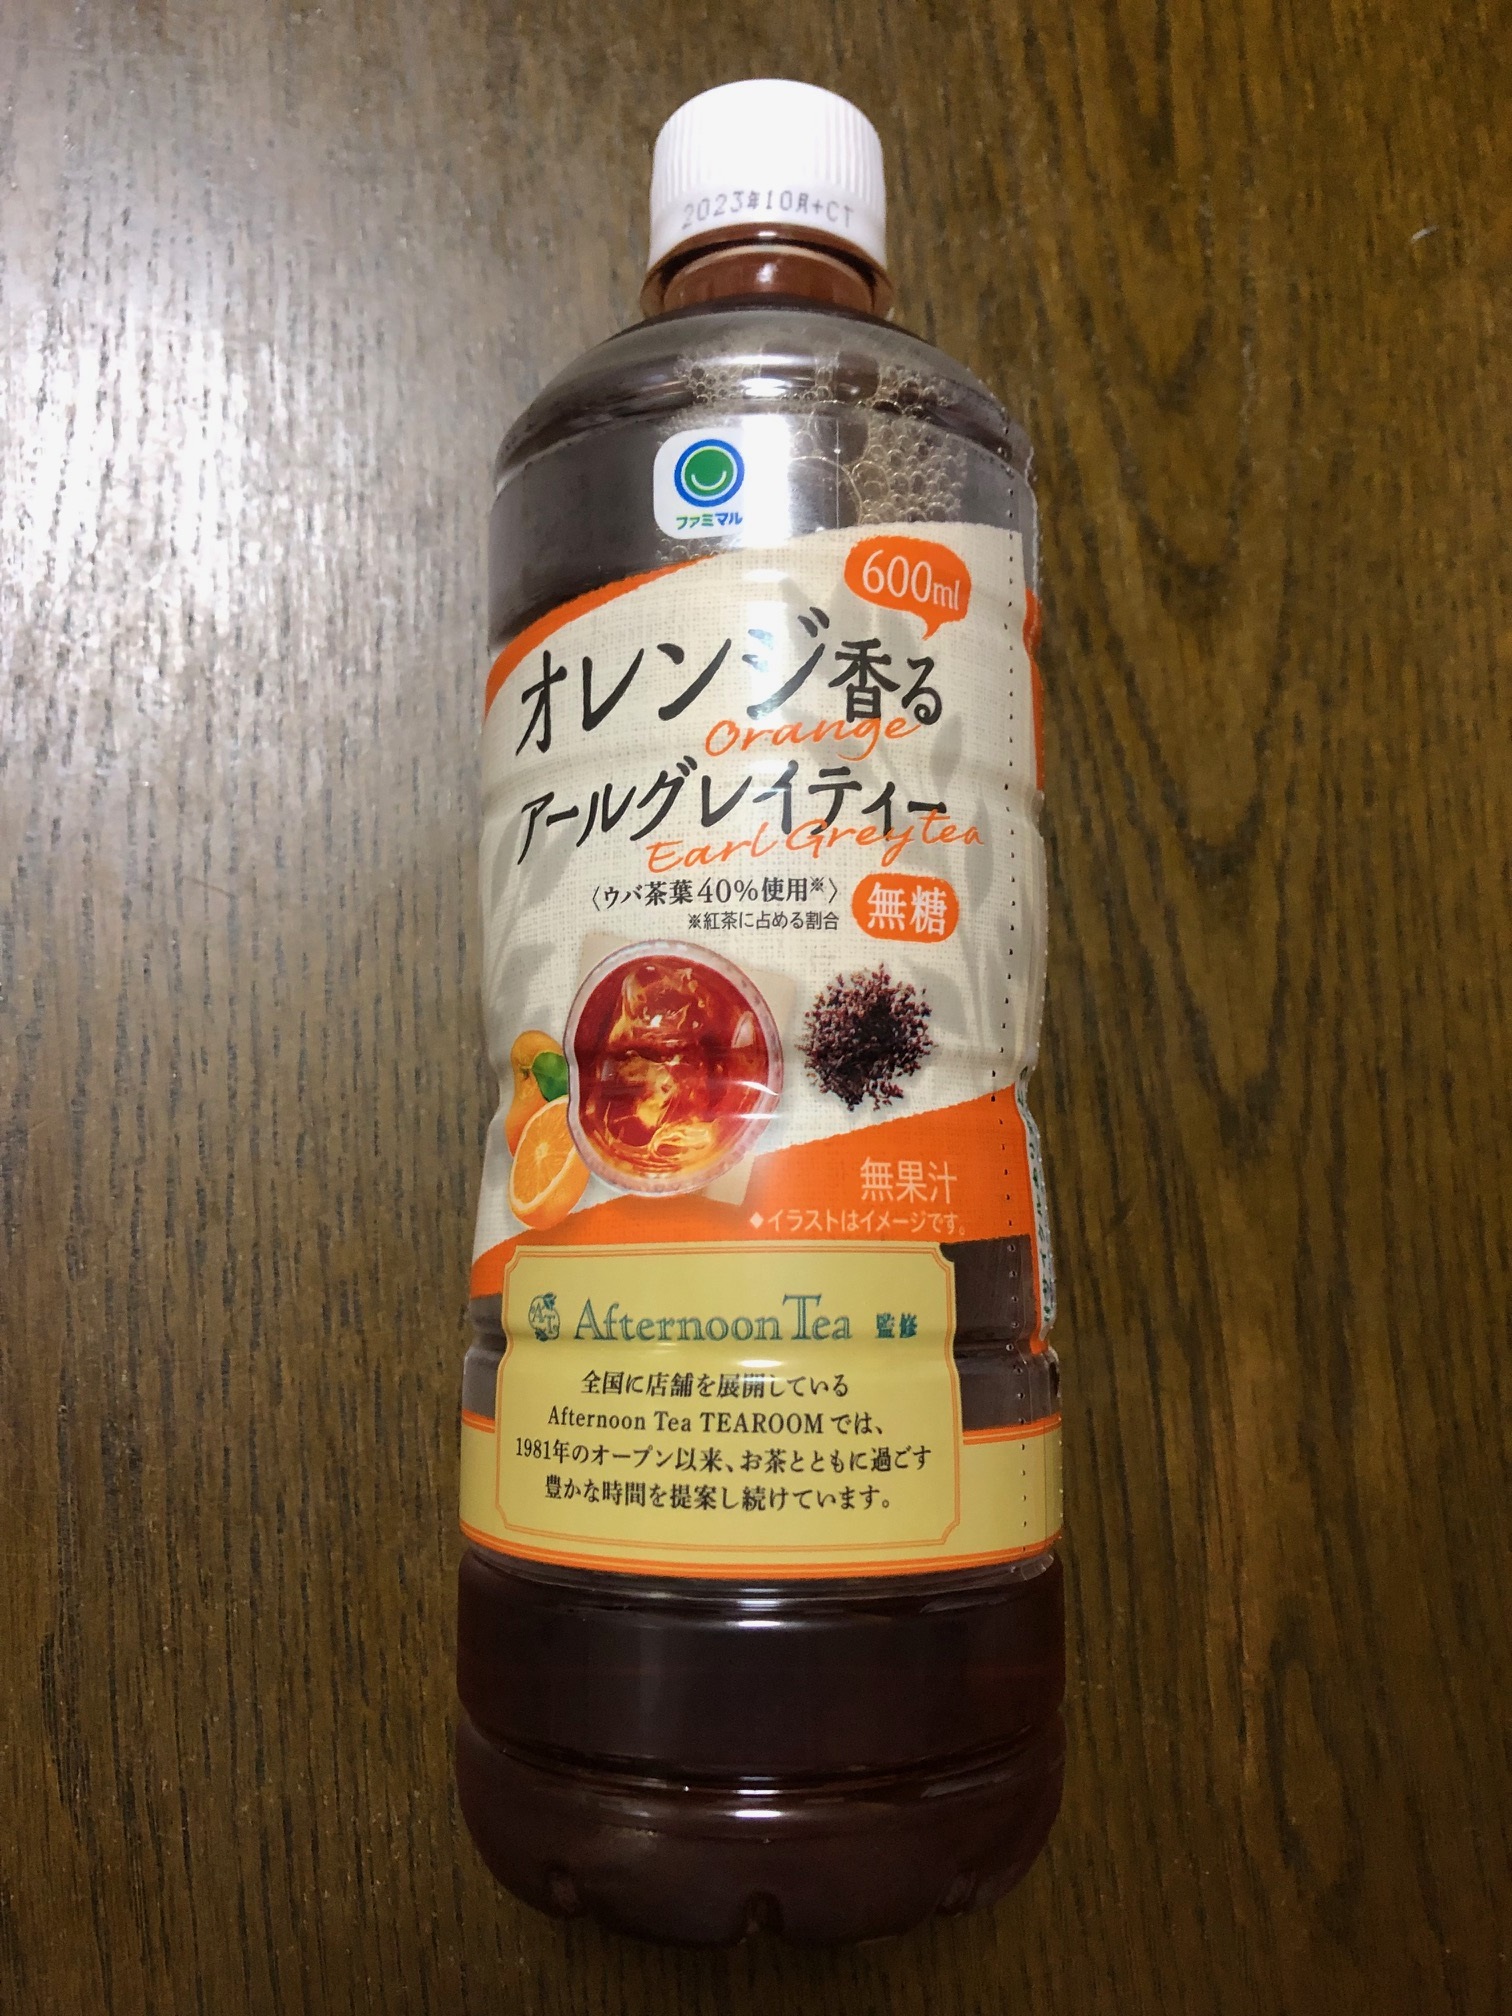 2023年10月+CT
ファミマル
600ml
オレンジ香る
Orange
アールグレイティー
Earl Grey tea
〈ウバ茶葉40%使用※〉
※紅茶に占める割合
無糖
無果汁
◆イラストはイメージです。
Afternoon Tea 監修
全国に店舗を展開している
Afternoon Tea TEAROOMでは、
1981年のオープン以来、お茶とともに過ごす
豊かな時間を提案し続けています。